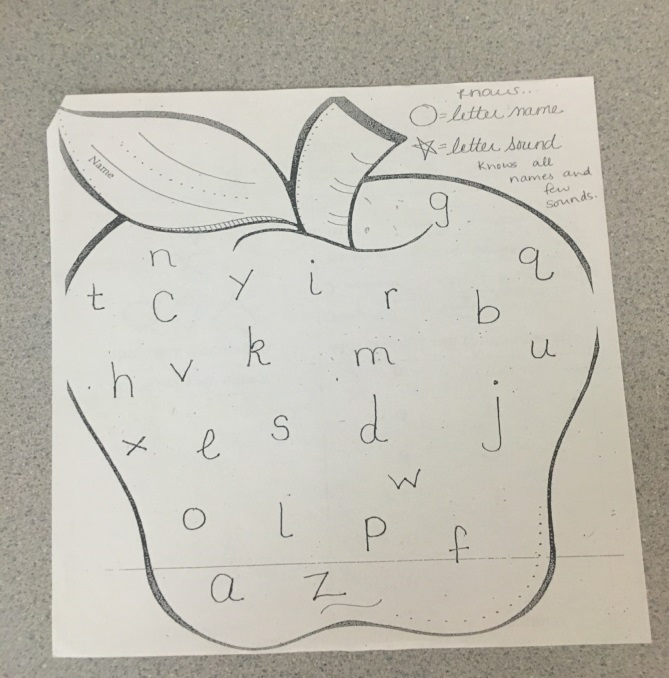 knows...
O = letter name
☆ = letter sound
knows all
names and
few
sounds.
Name
g
n y i q
t c r b
k m u
h v
x e s d j
w
o l p f
a z